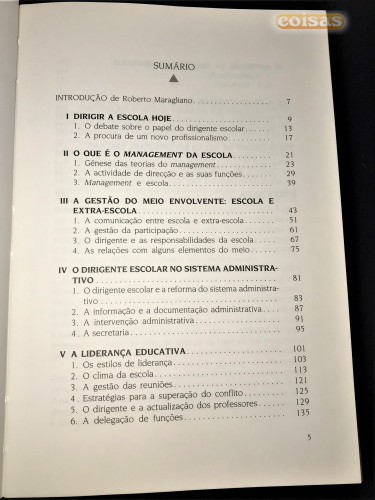 coisas
SUMÁRIO
INTRODUÇÃO de Roberto Maragliano. . . . . . . . . . . . . . . . . . . . 7
I DIRIGIR A ESCOLA HOJE. . . . . . . . . . . . . . . . . . . . . . . . 9
1. O debate sobre o papel do dirigente escolar. . . . . . . . . . 13
2. A procura de um novo profissionalismo. . . . . . . . . . . . . 17
II O QUE É O MANAGEMENT DA ESCOLA. . . . . . . . . . . . 21
1. Génese das teorias do management. . . . . . . . . . . . . . . . 23
2. A actividade de direcção e as suas funções. . . . . . . . . . 29
3. Management e escola. . . . . . . . . . . . . . . . . . . . . . . . . 39
III A GESTÃO DO MEIO ENVOLVENTE: ESCOLA E
EXTRA-ESCOLA. . . . . . . . . . . . . . . . . . . . . . . . . . . . . 43
1. A comunicação entre escola e extra-escola. . . . . . . . . . . 51
2. A gestão da participação. . . . . . . . . . . . . . . . . . . . . . . 61
3. O dirigente e as responsabilidades da escola. . . . . . . . . 67
4. As relações com alguns elementos do meio. . . . . . . . . . 75
IV O DIRIGENTE ESCOLAR NO SISTEMA ADMINISTRA-
TIVO . . . . . . . . . . . . . . . . . . . . . . . . . . . . . . . . . . . 81
1. O dirigente escolar e a reforma do sistema administra-
tivo. . . . . . . . . . . . . . . . . . . . . . . . . . . . . . . . . . . . . 83
2. A informação e a documentação administrativa. . . . . . . 87
3. A intervenção administrativa. . . . . . . . . . . . . . . . . . . . 91
4. A secretaria. . . . . . . . . . . . . . . . . . . . . . . . . . . . . . . . 95
V A LIDERANÇA EDUCATIVA. . . . . . . . . . . . . . . . . . . . . 101
1. Os estilos de liderança. . . . . . . . . . . . . . . . . . . . . . . . 103
2. O clima da escola. . . . . . . . . . . . . . . . . . . . . . . . . . . . 113
3. A gestão das reuniões. . . . . . . . . . . . . . . . . . . . . . . . . 121
4. Estratégias para a superação do conflito. . . . . . . . . . . . 125
5. O dirigente e a actualização dos professores. . . . . . . . . 129
6. A delegação de funções. . . . . . . . . . . . . . . . . . . . . . . . 135
5